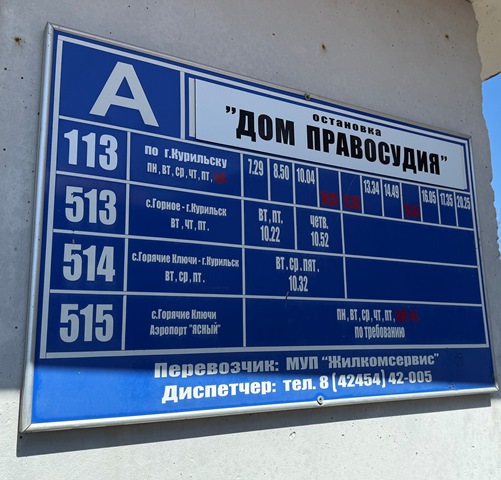 А
остановка
"ДОМ ПРАВОСУДИЯ"
113
по г.Курильску
пн, вт, ср, чт, пт,
7.29 8.50 10.04 13.34 14.49 16.05 17.35 20.25
513
с.Горное - г.Курильск
вт, чт, пт.
вт, пт.
10.22
четв.
10.52
514
с.Горячие Ключи - г.Курильск
вт, ср, пт.
вт. ср. пят.
10.32
515
с.Горячие Ключи
Аэропорт "ЯСНЫЙ"
пн, вт, ср, чт, пт,
по требованию
Перевозчик: МУП "Жилкомсервис"
Диспетчер: тел. 8 (42454) 42-005